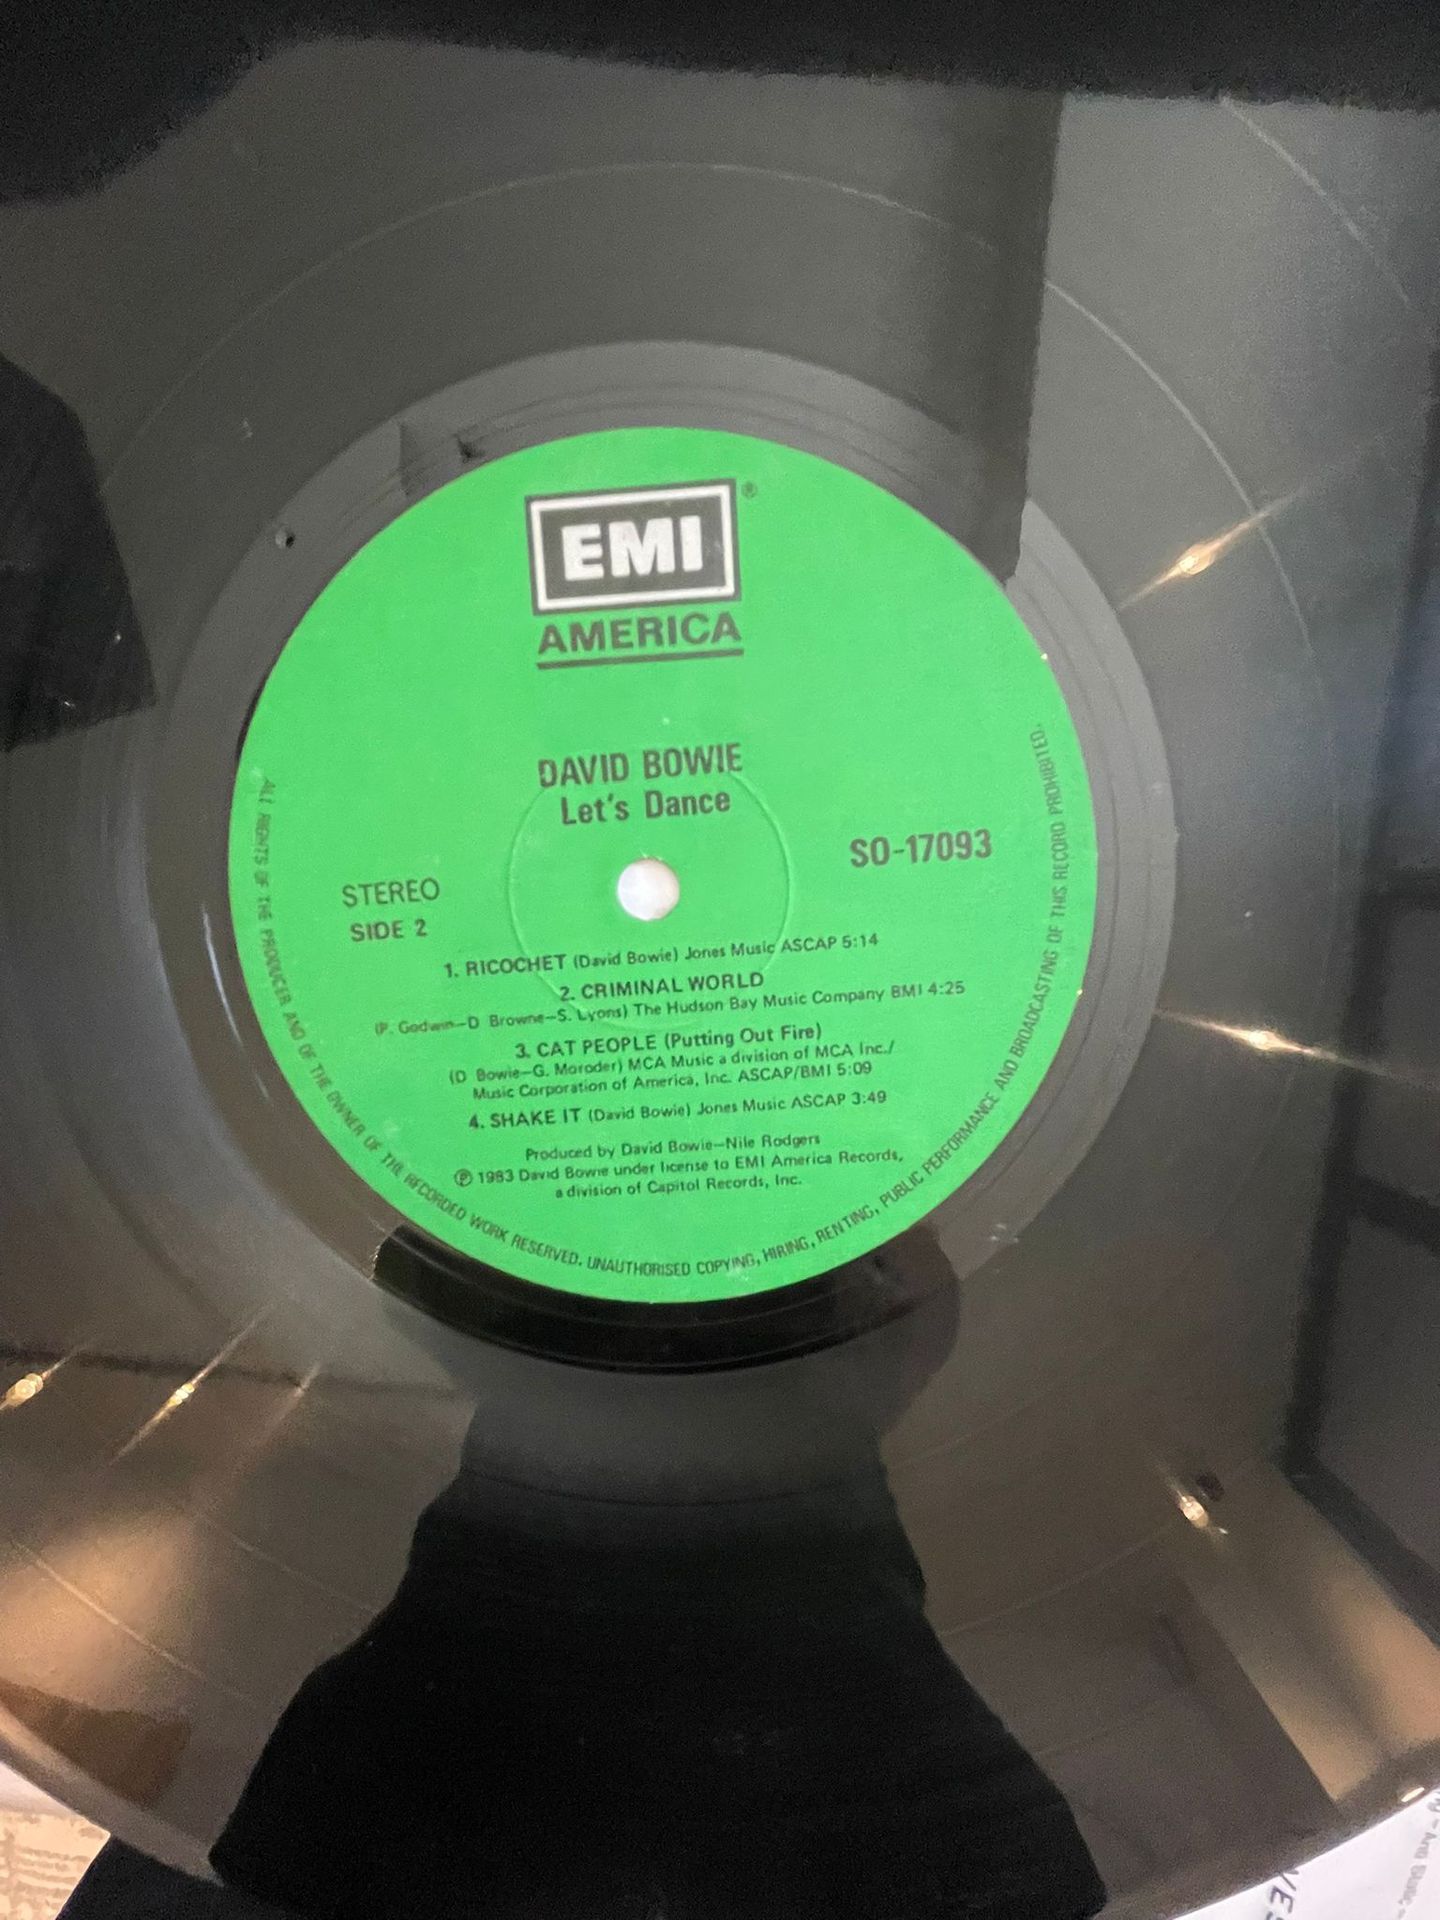 EMI ®
AMERICA
DAVID BOWIE
Let's Dance
SO-17093
STEREO
SIDE 2
1. RICOCHET (David Bowie) Jones Music ASCAP 5:14
2. CRIMINAL WORLD
(P. Godwin–D Browne–S. Lyons) The Hudson Bay Music Company BMI 4:25
3. CAT PEOPLE (Putting Out Fire)
(D Bowie–G. Moroder) MCA Music a division of MCA Inc./
Music Corporation of America, Inc. ASCAP/BMI 5:09
4. SHAKE IT (David Bowie) Jones Music ASCAP 3:49
Produced by David Bowie–Nile Rodgers
℗ 1983 David Bowie under license to EMI America Records,
a division of Capitol Records, Inc.
ALL RIGHTS OF THE PRODUCER AND OF THE OWNER OF THE RECORDED WORK RESERVED. UNAUTHORISED COPYING, HIRING, RENTING, PUBLIC PERFORMANCE AND BROADCASTING OF THIS RECORD PROHIBITED.